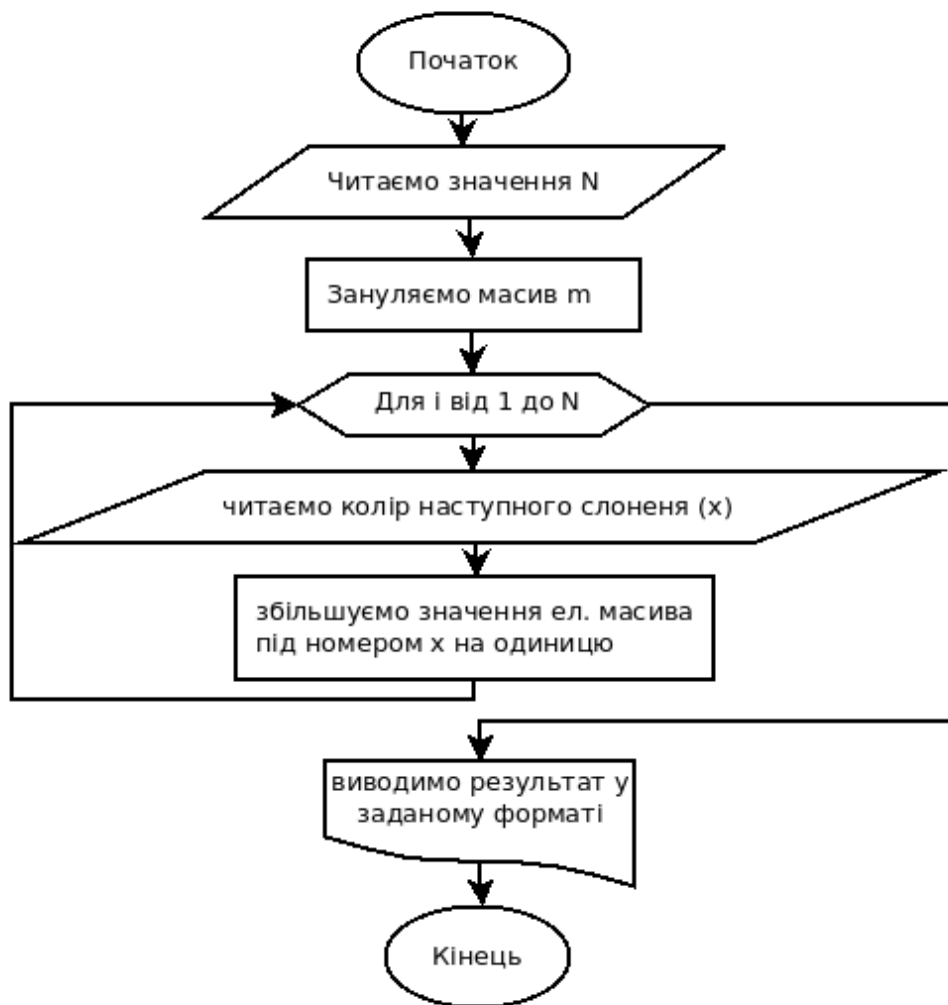 Початок
Читаємо значення N
Зануляємо масив m
Для і від 1 до N
читаємо колір наступного слоненя (x)
збільшуємо значення ел. масива
під номером x на одиницю
виводимо результат у
заданому форматі
Кінець